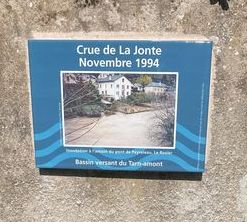 Crue de La Jonte
Novembre 1994
Inondation à l'amont du pont de Peyreleau, Le Rozier
Bassin versant du Tarn-amont